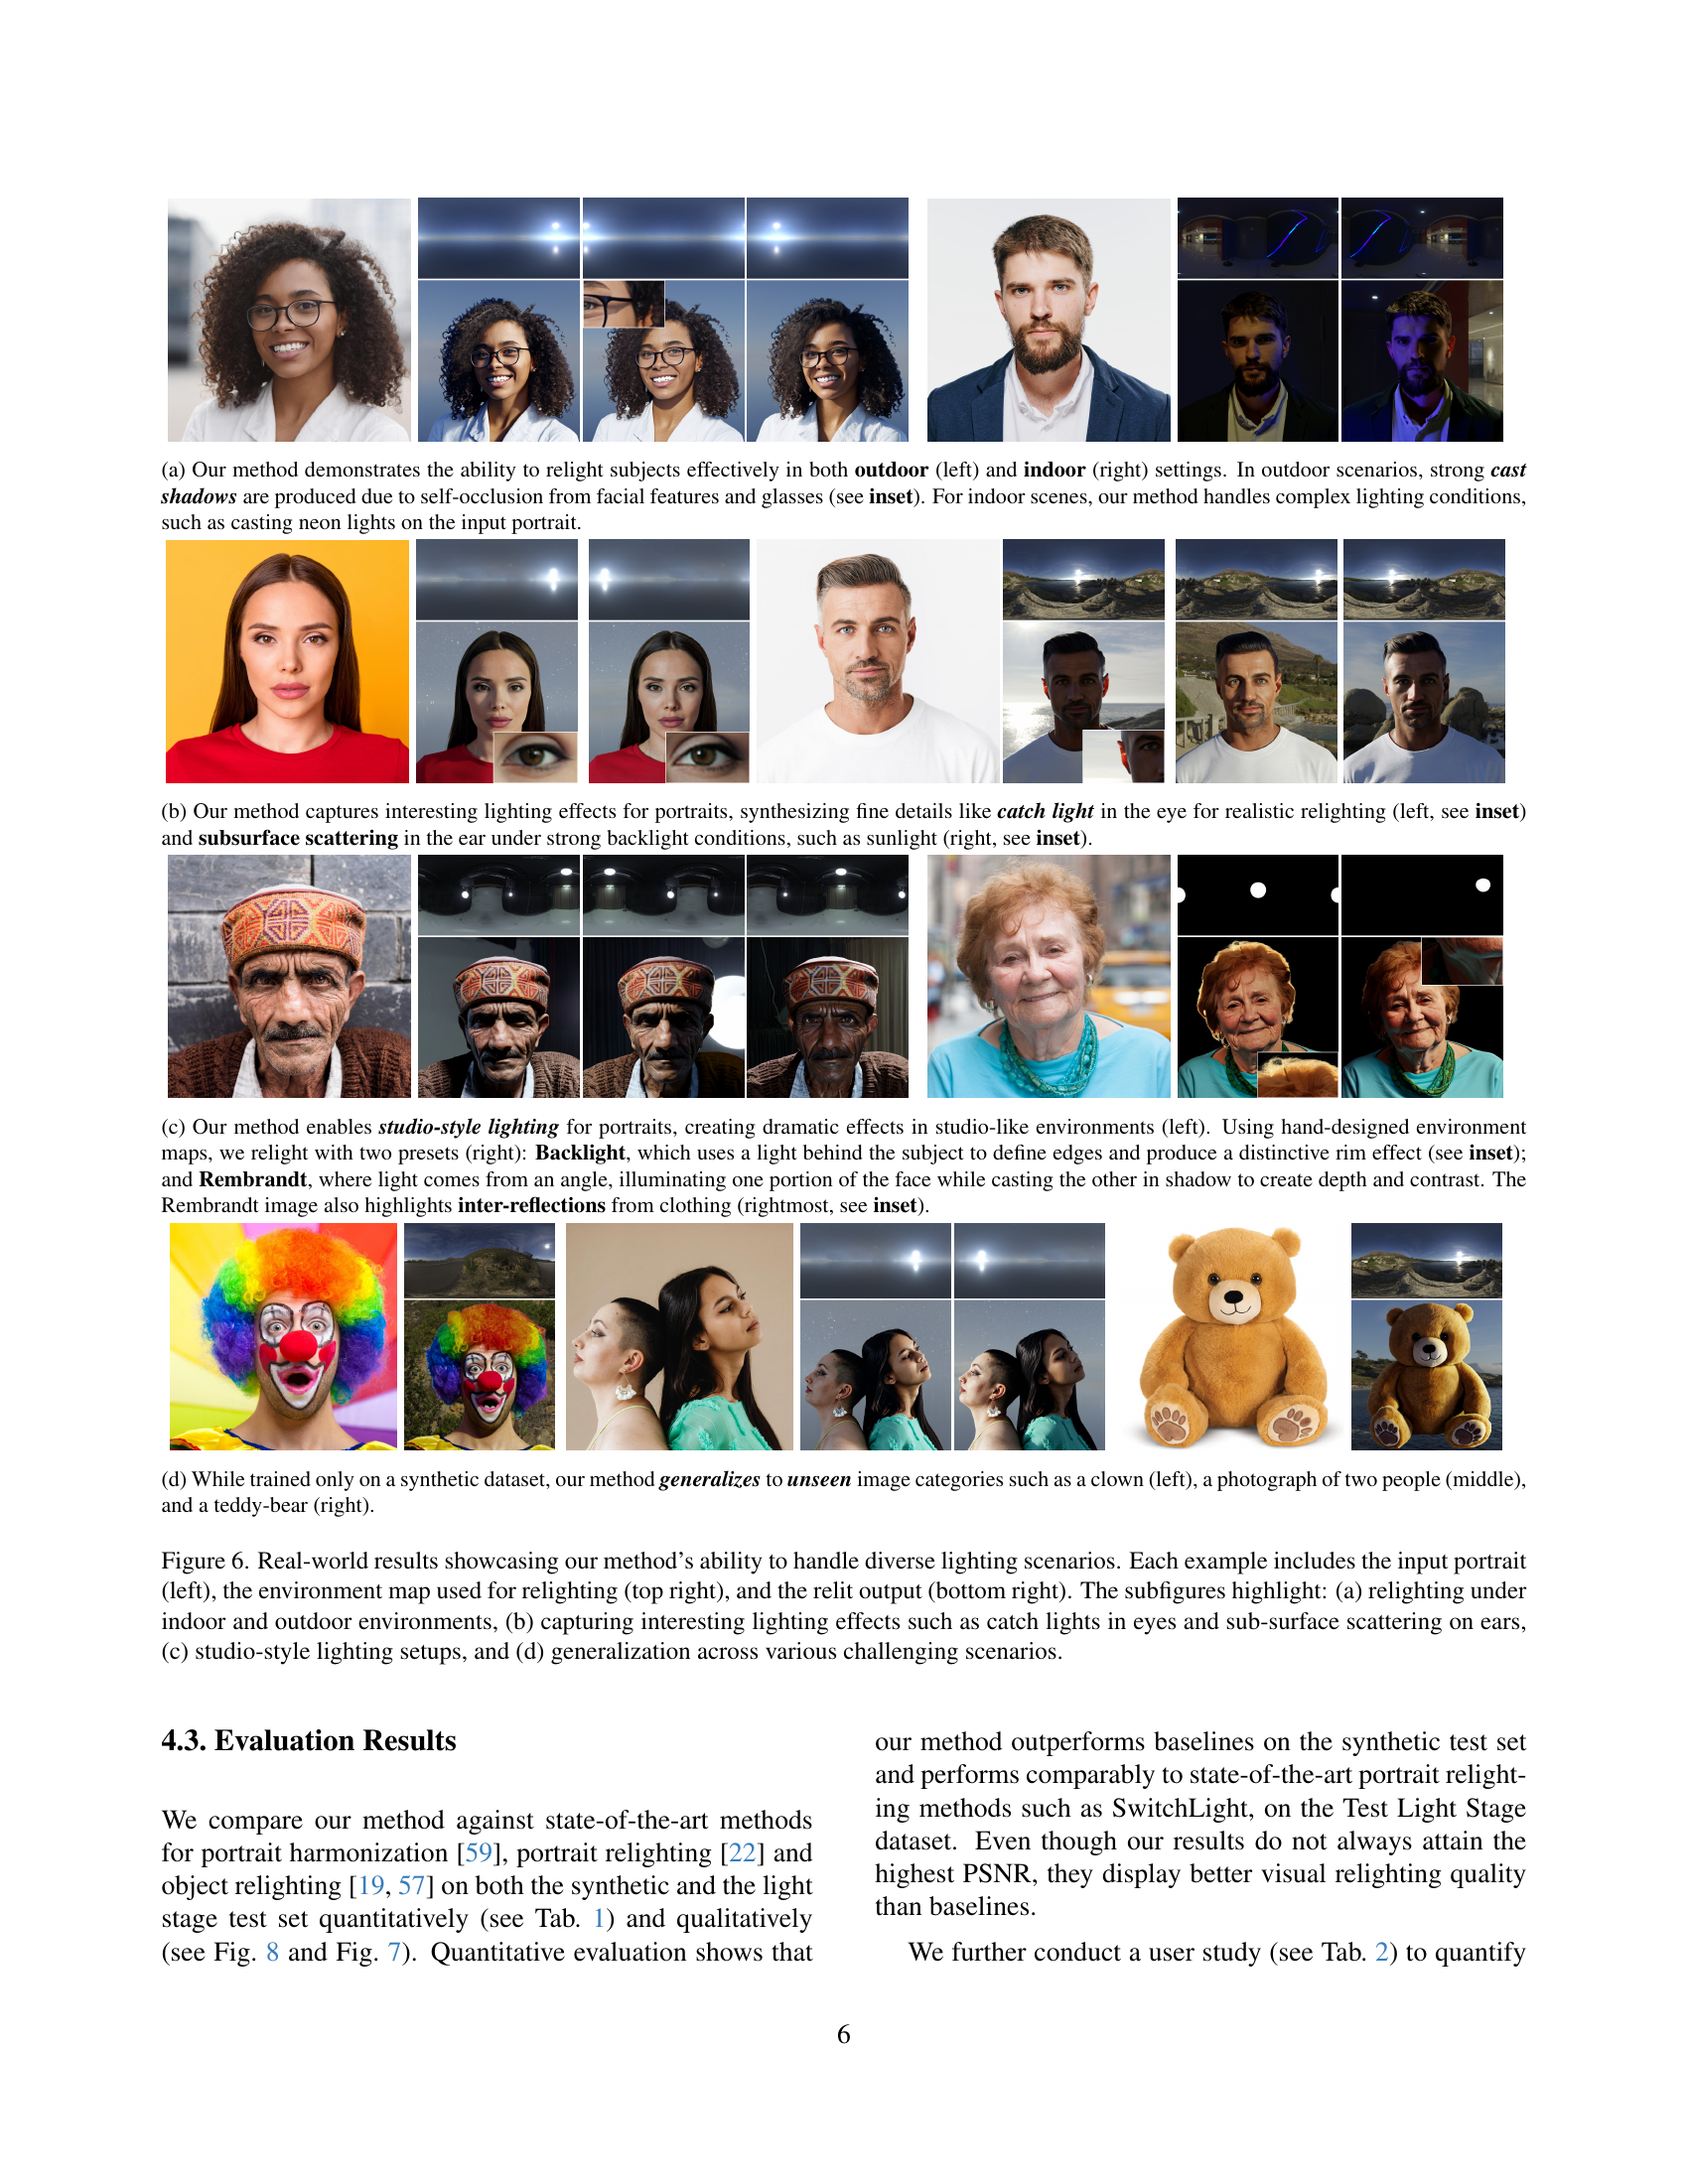 (a) Our method demonstrates the ability to relight subjects effectively in both outdoor (left) and indoor (right) settings. In outdoor scenarios, strong cast
shadows are produced due to self-occlusion from facial features and glasses (see inset). For indoor scenes, our method handles complex lighting conditions,
such as casting neon lights on the input portrait.
(b) Our method captures interesting lighting effects for portraits, synthesizing fine details like catch light in the eye for realistic relighting (left, see inset)
and subsurface scattering in the ear under strong backlight conditions, such as sunlight (right, see inset).
(c) Our method enables studio-style lighting for portraits, creating dramatic effects in studio-like environments (left). Using hand-designed environment
maps, we relight with two presets (right): Backlight, which uses a light behind the subject to define edges and produce a distinctive rim effect (see inset);
and Rembrandt, where light comes from an angle, illuminating one portion of the face while casting the other in shadow to create depth and contrast. The
Rembrandt image also highlights inter-reflections from clothing (rightmost, see inset).
(d) While trained only on a synthetic dataset, our method generalizes to unseen image categories such as a clown (left), a photograph of two people (middle),
and a teddy-bear (right).
Figure 6. Real-world results showcasing our method's ability to handle diverse lighting scenarios. Each example includes the input portrait
(left), the environment map used for relighting (top right), and the relit output (bottom right). The subfigures highlight: (a) relighting under
indoor and outdoor environments, (b) capturing interesting lighting effects such as catch lights in eyes and sub-surface scattering on ears,
(c) studio-style lighting setups, and (d) generalization across various challenging scenarios.
4.3. Evaluation Results
We compare our method against state-of-the-art methods
for portrait harmonization [59], portrait relighting [22] and
object relighting [19, 57] on both the synthetic and the light
stage test set quantitatively (see Tab. 1) and qualitatively
(see Fig. 8 and Fig. 7). Quantitative evaluation shows that
our method outperforms baselines on the synthetic test set
and performs comparably to state-of-the-art portrait relight-
ing methods such as SwitchLight, on the Test Light Stage
dataset. Even though our results do not always attain the
highest PSNR, they display better visual relighting quality
than baselines.
We further conduct a user study (see Tab. 2) to quantify
6